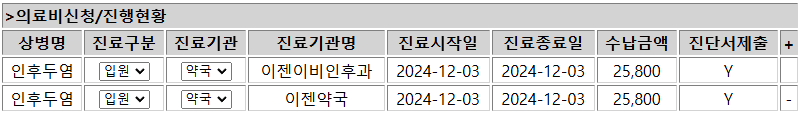 >의료비신청/진행현황
상병명 진료구분 진료기관 진료기관명 진료시작일 진료종료일 수납금액 진단서제출 +
인후두염 입원 약국 이젠이비인후과 2024-12-03 2024-12-03 25,800 Y
인후두염 입원 약국 이젠약국 2024-12-03 2024-12-03 25,800 Y -